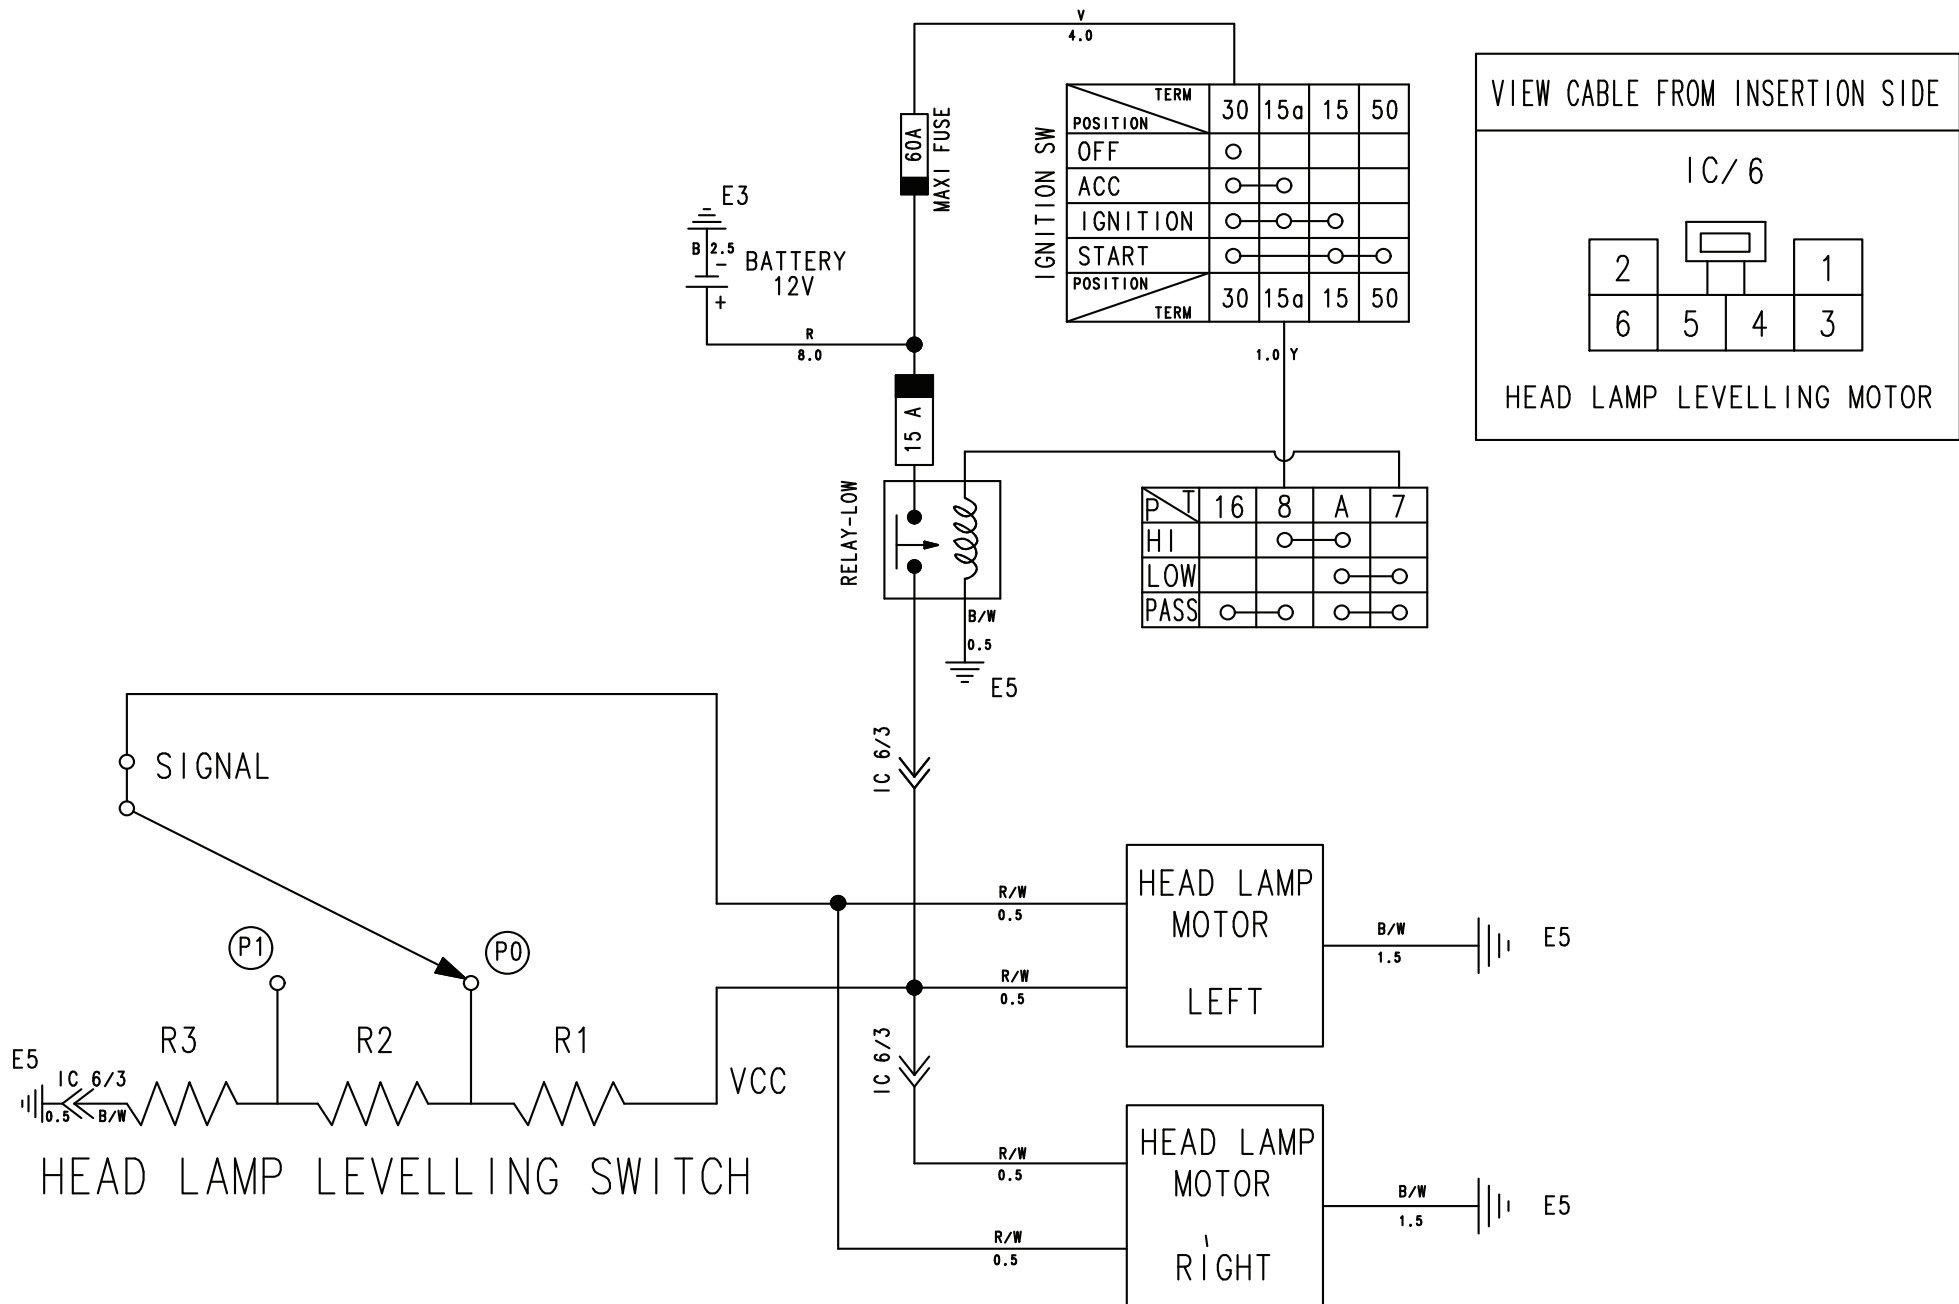 V
4.0
60A
MAXI FUSE
IGNITION SW
TERM
POSITION
30 15a 15 50
OFF
ACC
IGNITION
START
POSITION
TERM
30 15a 15 50
VIEW CABLE FROM INSERTION SIDE
IC/6
2 1
6 5 4 3
HEAD LAMP LEVELLING MOTOR
E3
B 2.5
-
BATTERY
12V
+
R
8.0
1.0 Y
15 A
RELAY-LOW
P T 16 8 A 7
HI
LOW
PASS
B/W
0.5
E5
SIGNAL
IC 6/3
P1
P0
R/W
0.5
R/W
0.5
HEAD LAMP
MOTOR
LEFT
B/W
1.5
E5
E5
IC 6/3
0.5 B/W
R3
R2
R1
VCC
IC 6/3
HEAD LAMP LEVELLING SWITCH
R/W
0.5
R/W
0.5
HEAD LAMP
MOTOR
RIGHT
B/W
1.5
E5